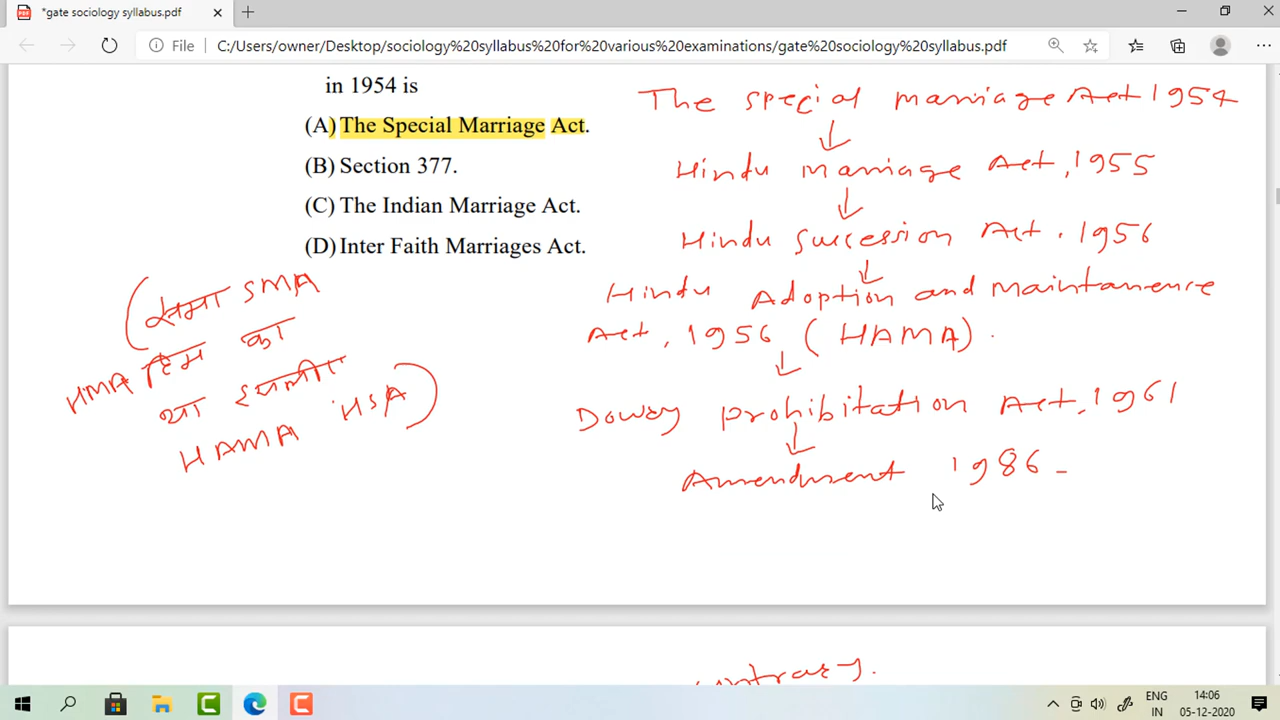 *gate sociology syllabus.pdf
File C:/Users/owner/Desktop/sociology%20syllabus%20for%20various%20examinations/gate%20sociology%20syllabus.pdf
in 1954 is
(A) The Special Marriage Act.
(B) Section 377.
(C) The Indian Marriage Act.
(D) Inter Faith Marriages Act.
The special marriage Act 1954
Hindu marriage Act, 1955
Hindu succession Act. 1956
Hindu Adoption and maintanence
Act, 1956 (HAMA).
Dowry prohibitation Act, 1961
Amendment 1986 -
SMA
HMA का
था HSA)
HAMA
ENG
IN
14:06
05-12-2020